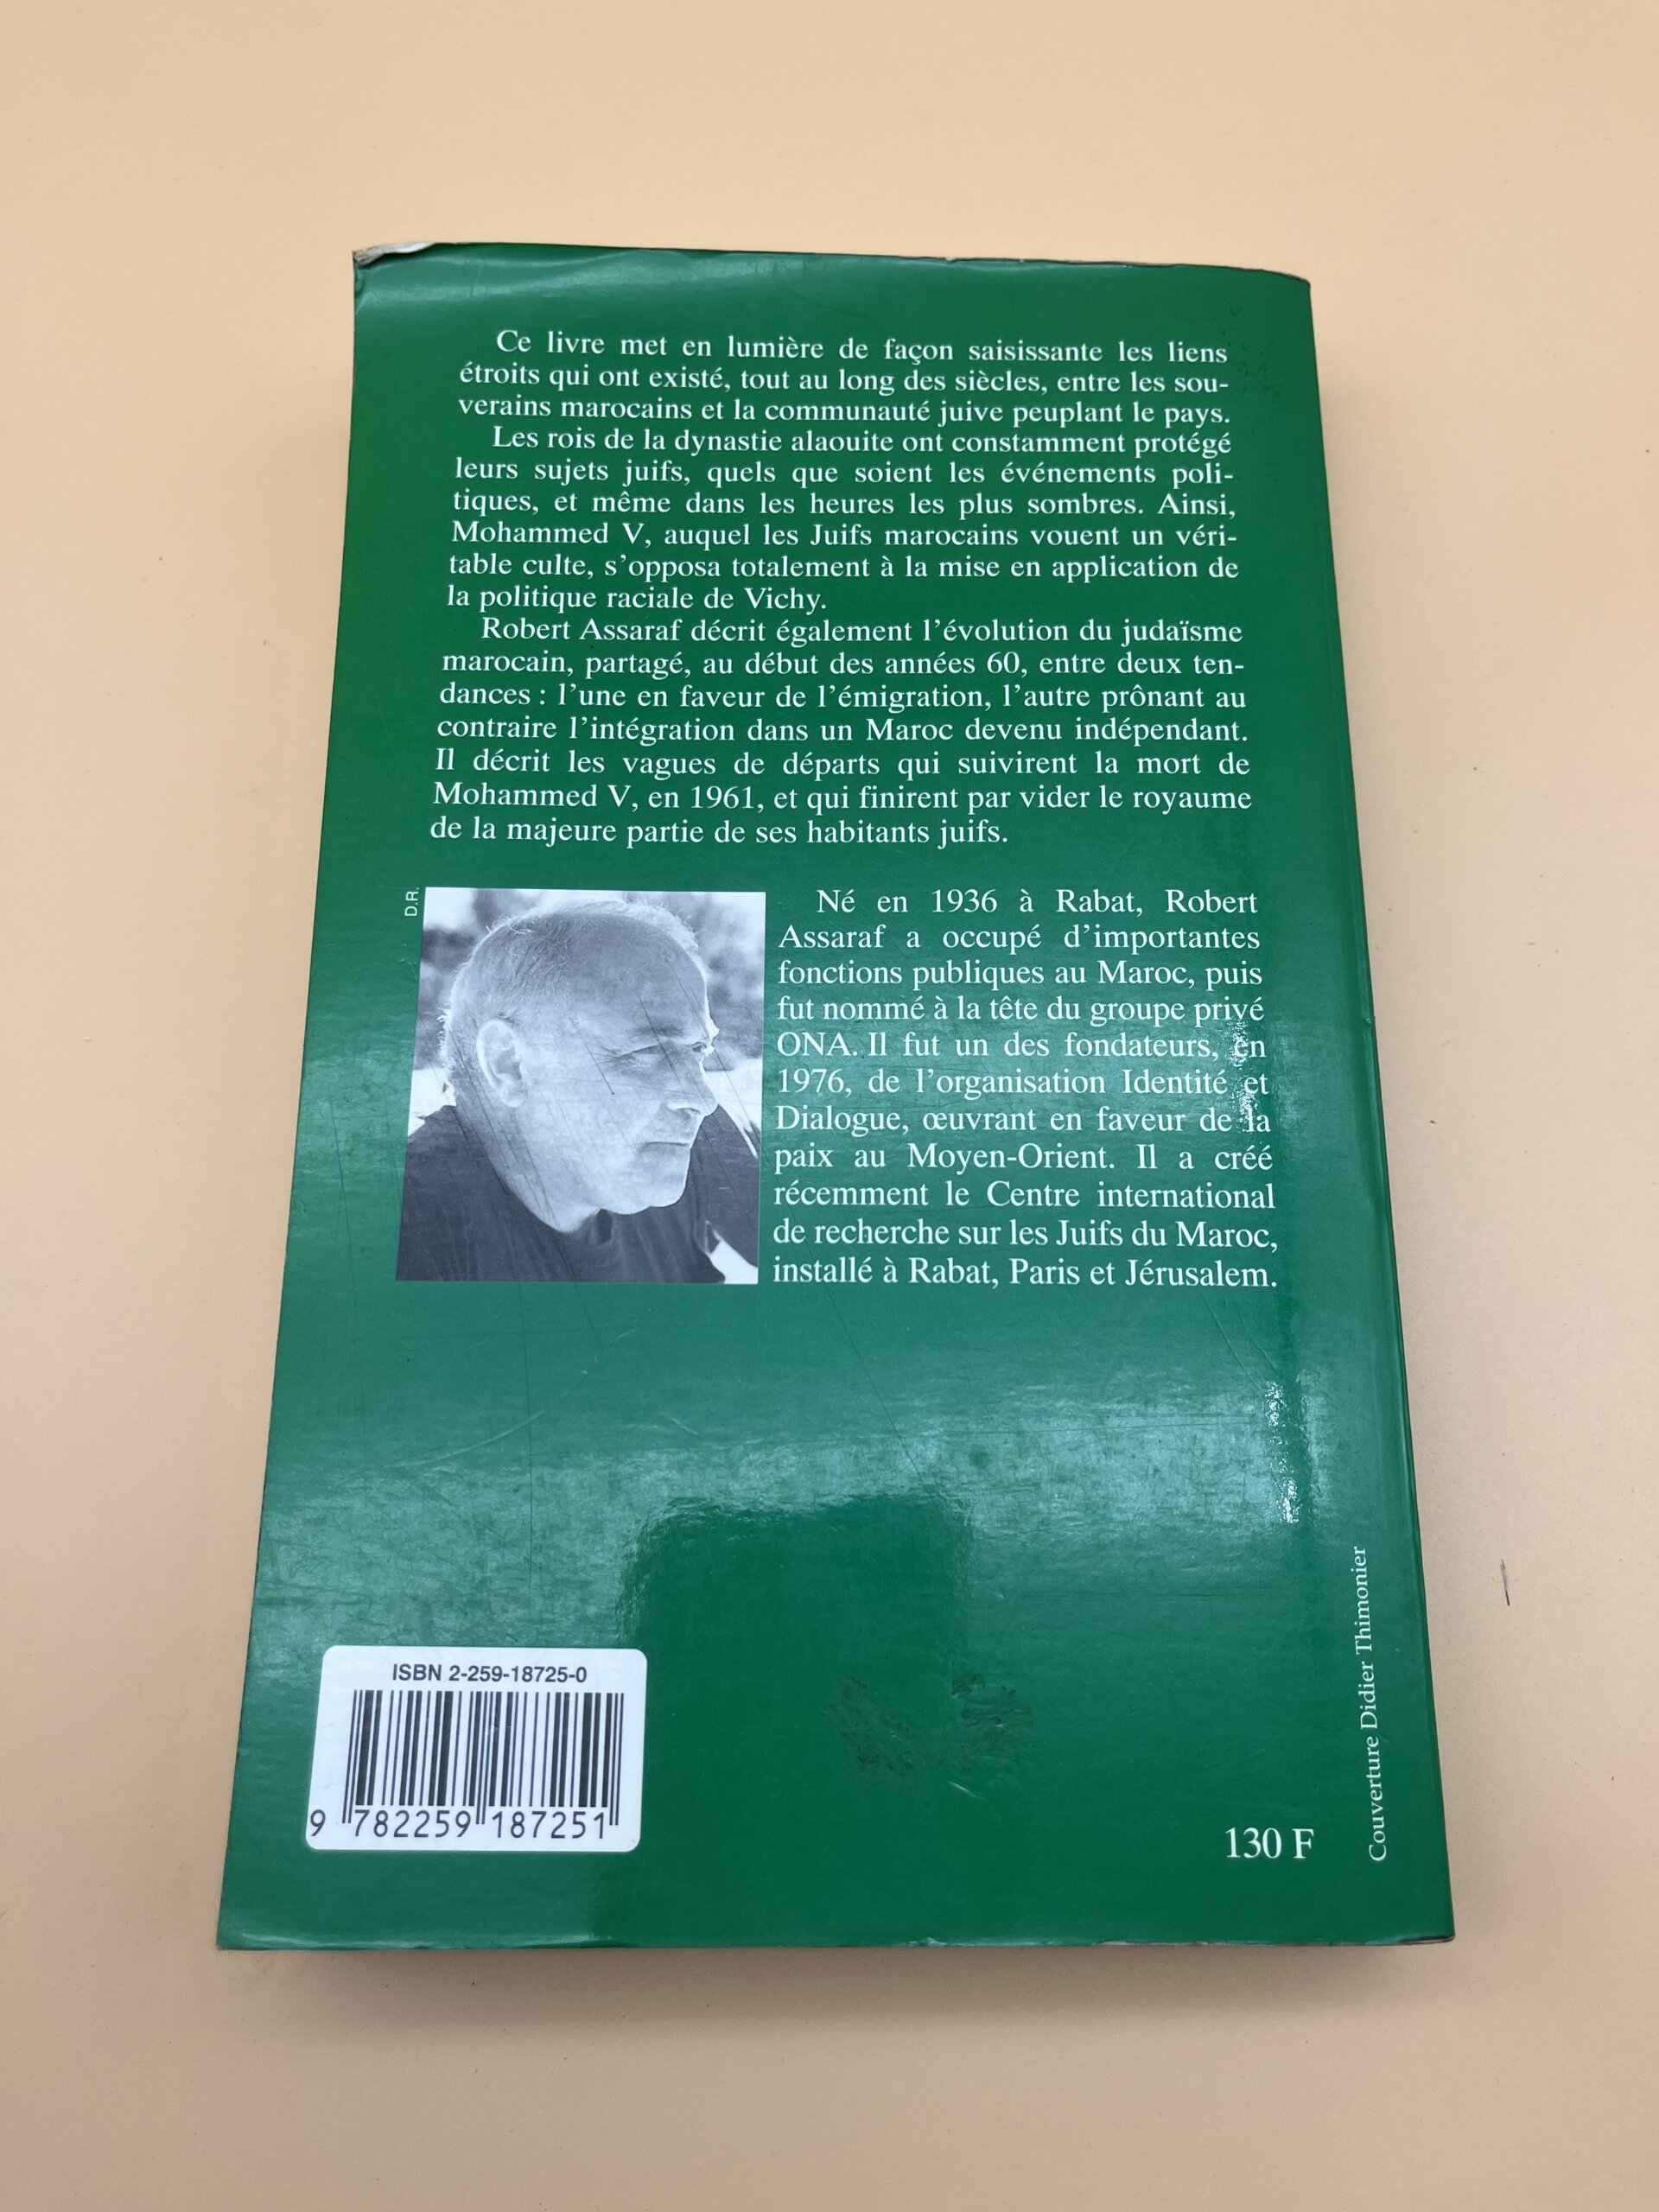 Ce livre met en lumière de façon saisissante les liens
étroits qui ont existé, tout au long des siècles, entre les sou-
verains marocains et la communauté juive peuplant le pays.
Les rois de la dynastie alaouite ont constamment protégé
leurs sujets juifs, quels que soient les événements poli-
tiques, et même dans les heures les plus sombres. Ainsi,
Mohammed V, auquel les Juifs marocains vouent un véri-
table culte, s'opposa totalement à la mise en application de
la politique raciale de Vichy.
Robert Assaraf décrit également l'évolution du judaïsme
marocain, partagé, au début des années 60, entre deux ten-
dances : l'une en faveur de l'émigration, l'autre prônant au
contraire l'intégration dans un Maroc devenu indépendant.
Il décrit les vagues de départs qui suivirent la mort de
Mohammed V, en 1961, et qui finirent par vider le royaume
de la majeure partie de ses habitants juifs.
D.R.
Né en 1936 à Rabat, Robert
Assaraf a occupé d'importantes
fonctions publiques au Maroc, puis
fut nommé à la tête du groupe privé
ONA. Il fut un des fondateurs, en
1976, de l'organisation Identité et
Dialogue, œuvrant en faveur de la
paix au Moyen-Orient. Il a créé
récemment le Centre international
de recherche sur les Juifs du Maroc,
installé à Rabat, Paris et Jérusalem.
ISBN 2-259-18725-0
9 782259 187251
130 F
Couverture Didier Thimonier